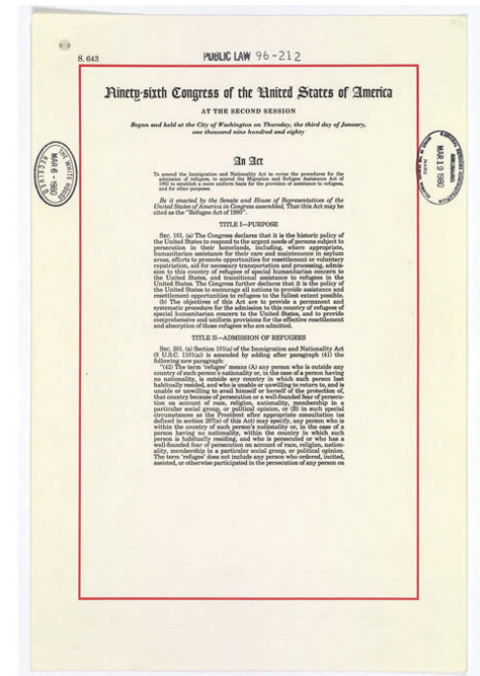 PUBLIC LAW 96-212
S. 643
Ninety-sixth Congress of the United States of America
AT THE SECOND SESSION
Begun and held at the City of Washington on Thursday, the third day of January,
one thousand nine hundred and eighty
An Act
To amend the Immigration and Nationality Act to revise the procedures for the
admission of refugees, to amend the Migration and Refugee Assistance Act of
1962 to establish a more uniform basis for the provision of assistance to refugees,
and for other purposes.
Be it enacted by the Senate and House of Representatives of the
United States of America in Congress assembled, That this Act may be
cited as the "Refugee Act of 1980".
TITLE I—PURPOSE
SEC. 101. (a) The Congress declares that it is the historic policy of
the United States to respond to the urgent needs of persons subject to
persecution in their homelands, including, where appropriate,
humanitarian assistance for their care and maintenance in asylum
areas, efforts to promote opportunities for resettlement or voluntary
repatriation, aid for necessary transportation and processing, admis-
sion to this country of refugees of special humanitarian concern to
the United States, and transitional assistance to refugees in the
United States. The Congress further declares that it is the policy of
the United States to encourage all nations to provide assistance and
resettlement opportunities to refugees to the fullest extent possible.
(b) The objectives of this Act are to provide a permanent and
systematic procedure for the admission to this country of refugees of
special humanitarian concern to the United States, and to provide
comprehensive and uniform provisions for the effective resettlement
and absorption of those refugees who are admitted.
TITLE II—ADMISSION OF REFUGEES
SEC. 201. (a) Section 101(a) of the Immigration and Nationality Act
(8 U.S.C. 1101(a)) is amended by adding after paragraph (41) the
following new paragraph:
"(42) The term 'refugee' means (A) any person who is outside any
country of such person's nationality or, in the case of a person having
no nationality, is outside any country in which such person last
habitually resided, and who is unable or unwilling to return to, and is
unable or unwilling to avail himself or herself of the protection of,
that country because of persecution or a well-founded fear of persecu-
tion on account of race, religion, nationality, membership in a
particular social group, or political opinion, or (B) in such special
circumstances as the President after appropriate consultation (as
defined in section 207(e) of this Act) may specify, any person who is
within the country of such person's nationality or, in the case of a
person having no nationality, within the country in which such
person is habitually residing, and who is persecuted or who has a
well-founded fear of persecution on account of race, religion, nation-
ality, membership in a particular social group, or political opinion.
The term 'refugee' does not include any person who ordered, incited,
assisted, or otherwise participated in the persecution of any person on
THE WHITE HOUSE
MAR 6 - 1980
RECEIVED
MAR 19 1980